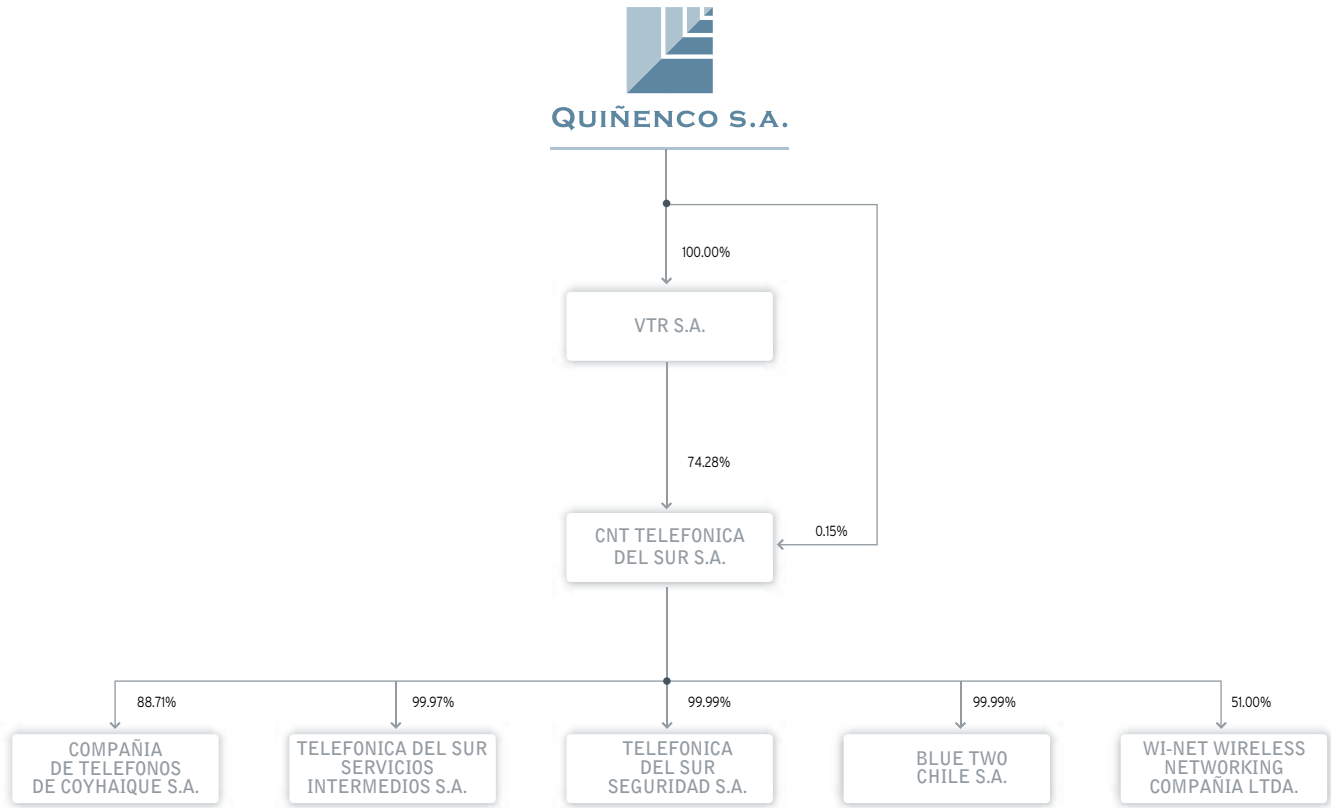 QUIÑENCO S.A.
100.00%
VTR S.A.
74.28%
CNT TELEFONICA
DEL SUR S.A.
0.15%
88.71%
99.97%
99.99%
99.99%
51.00%
COMPAÑIA
DE TELEFONOS
DE COYHAIQUE S.A.
TELEFONICA DEL SUR
SERVICIOS
INTERMEDIOS S.A.
TELEFONICA
DEL SUR
SEGURIDAD S.A.
BLUE TWO
CHILE S.A.
WI-NET WIRELESS
NETWORKING
COMPAÑIA LTDA.